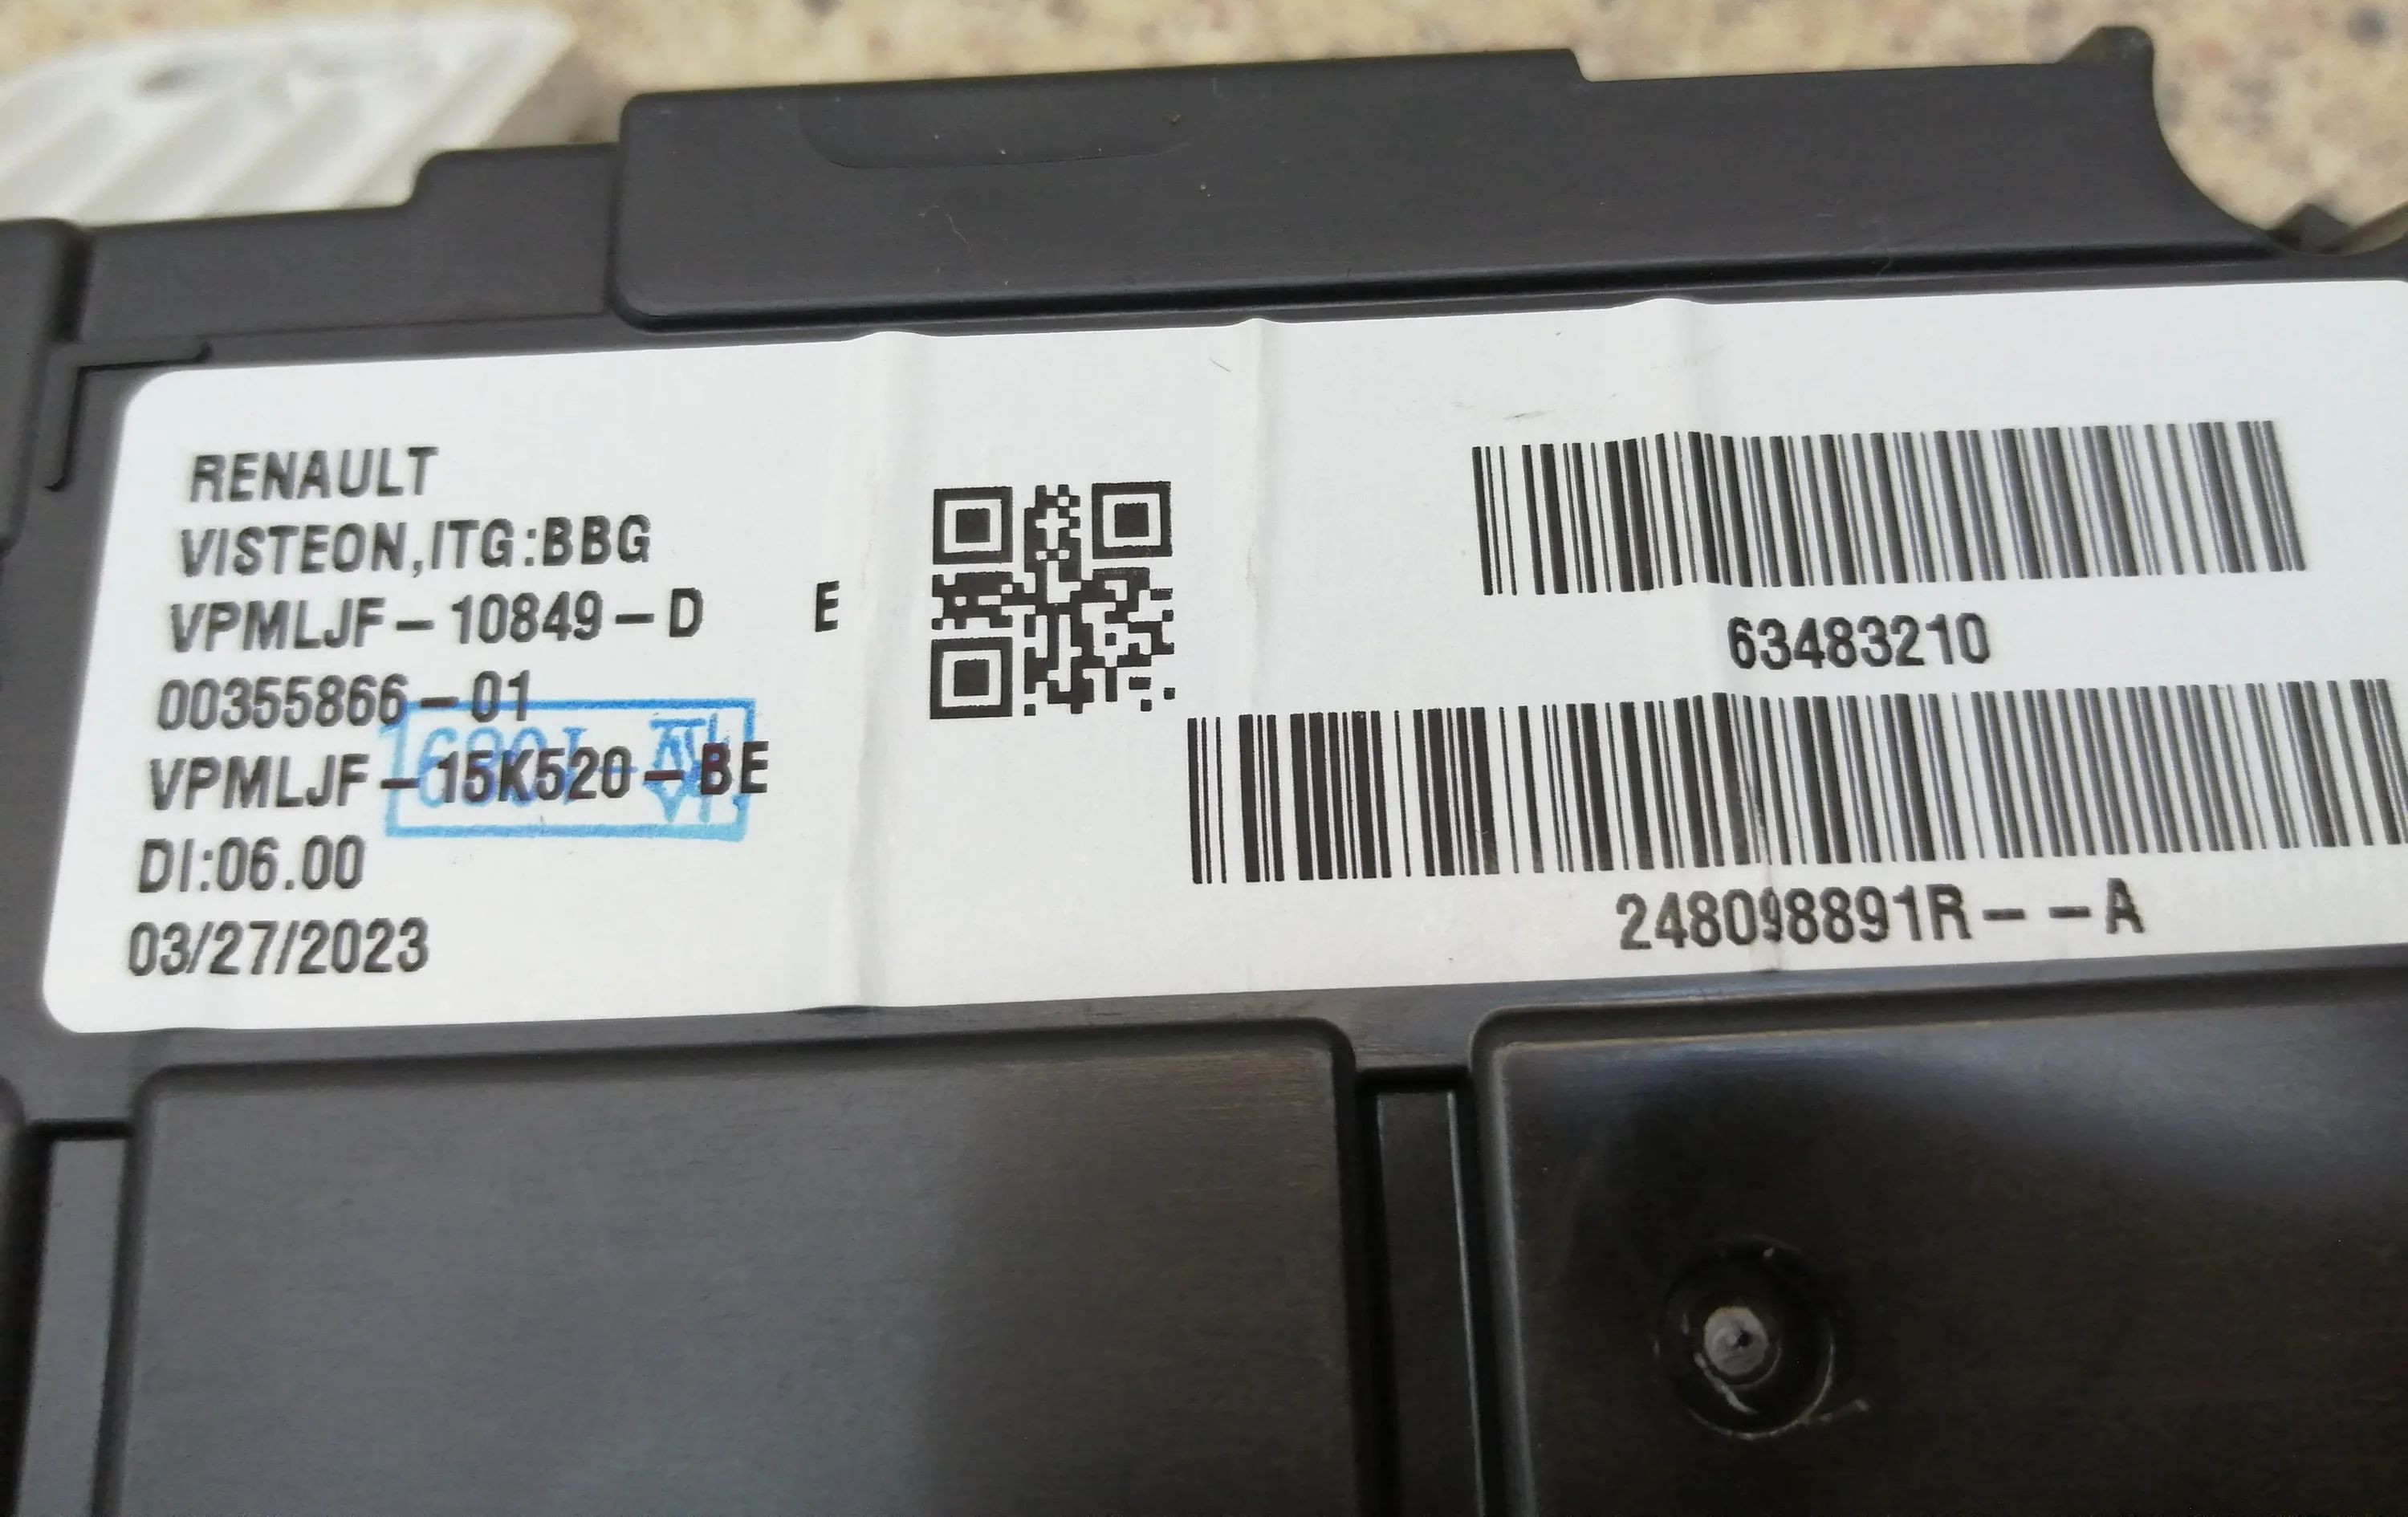 RENAULT
VISTEON,ITG:BBG
VPMLJF-10849-D E
00355866-01
VPMLJF-15K520-BE
DI:06.00
03/27/2023
63483210
248098891R--A